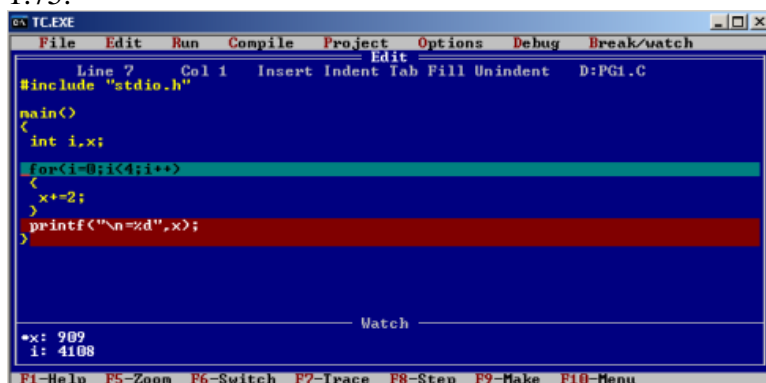 TC.EXE
File Edit Run Compile Project Options Debug Break/watch
Edit
Line 7 Col 1 Insert Indent Tab Fill Unindent D:PG1.C
#include "stdio.h"
main()
{
int i,x;
for(i=0;i<4;i++)
{
x+=2;
}
printf("\n=%d",x);
}
Watch
•x: 909
i: 4108
F1-Help F5-Zoom F6-Switch F7-Trace F8-Step F9-Make F10-Menu